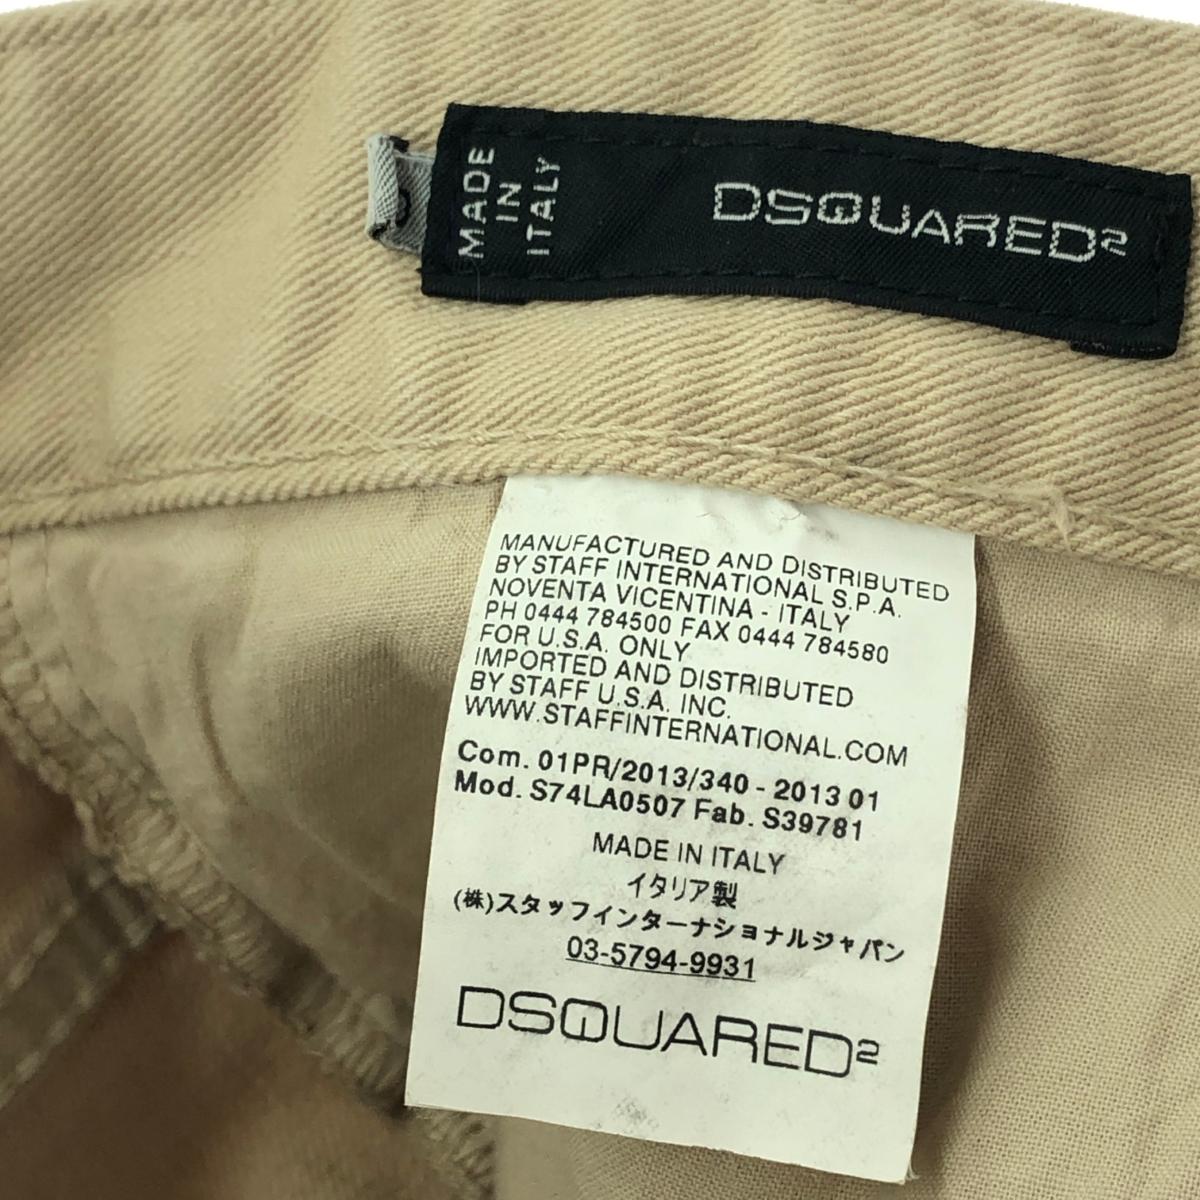 MADE
IN
ITALY
DSQUARED2
MANUFACTURED AND DISTRIBUTED
BY STAFF INTERNATIONAL S.P.A.
NOVENTA VICENTINA - ITALY
PH 0444 784500 FAX 0444 784580
FOR U.S.A. ONLY
IMPORTED AND DISTRIBUTED
BY STAFF U.S.A. INC.
WWW.STAFFINTERNATIONAL.COM
Com. 01PR/2013/340 - 2013 01
Mod. S74LA0507 Fab. S39781
MADE IN ITALY
イタリア製
(株)スタッフインターナショナルジャパン
03-5794-9931
DSQUARED2